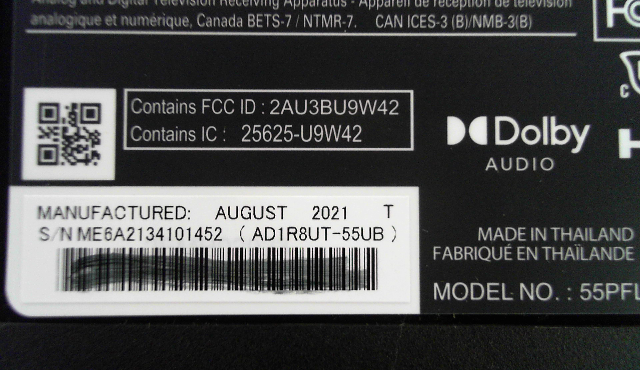 Analog and Digital Television Receiving Apparatus - Appareil de réception de télévision
analogique et numérique, Canada BETS-7 / NTMR-7. CAN ICES-3 (B)/NMB-3(B)
Contains FCC ID : 2AU3BU9W42
Contains IC : 25625-U9W42
Dolby
AUDIO
MANUFACTURED: AUGUST 2021 T
S/N ME6A2134101452 ( AD1R8UT-55UB )
MADE IN THAILAND
FABRIQUÉ EN THAÏLANDE
MODEL NO. : 55PFL